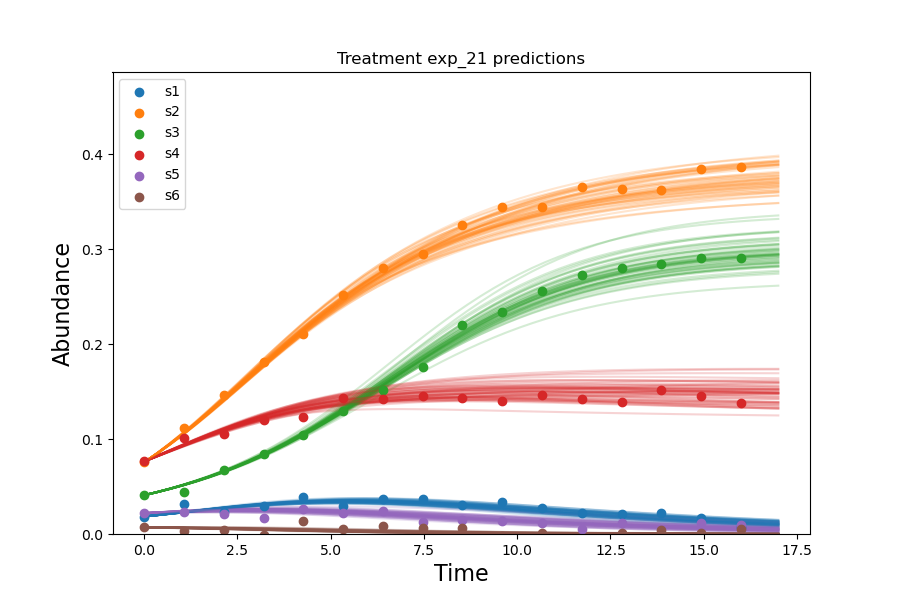 Treatment exp_21 predictions
s1
s2
s3
s4
s5
s6
Abundance
0.4
0.3
0.2
0.1
0.0
0.0 2.5 5.0 7.5 10.0 12.5 15.0 17.5
Time